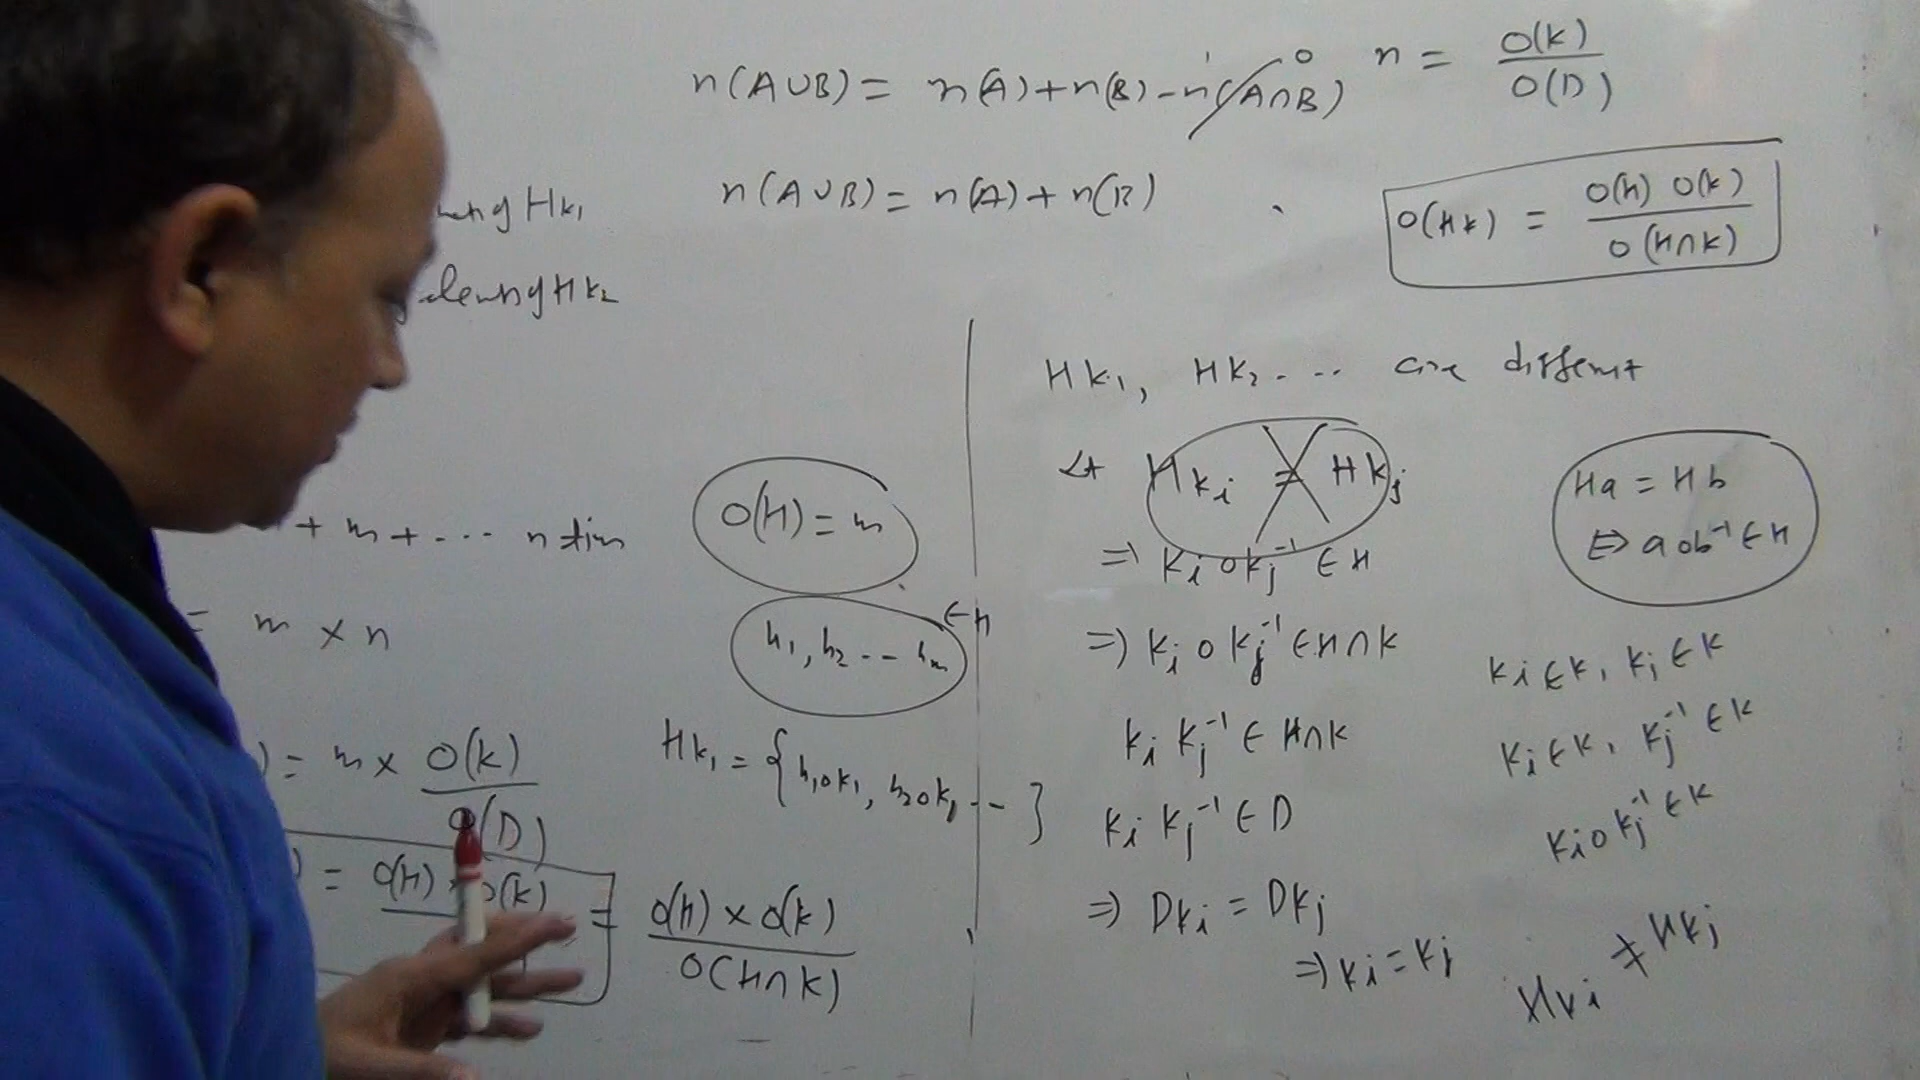 n(A∪B) = n(A)+n(B)-n(A∩B) 0
n = O(K) / O(D)
n(A∪B) = n(A) + n(B)
O(HK) = O(H) O(K) / O(H∩K)
Hk₁
Hk₂
+ m + ... n tim
= m × n
) = m × O(K) / O(D)
) = O(H) × O(K)
= O(H) × O(K) / O(H∩K)
O(H) = m
h₁, h₂ -- hₘ ∈ H
Hk₁ = { h₁ok₁, h₂ok₁ -- }
Hk₁, Hk₂ - -- are different
Let Hkᵢ = Hkⱼ
⇒ kᵢ o kⱼ⁻¹ ∈ H
⇒ kᵢ o kⱼ⁻¹ ∈ H∩K
kᵢ kⱼ⁻¹ ∈ H∩K
kᵢ kⱼ⁻¹ ∈ D
⇒ Dkᵢ = Dkⱼ
⇒ kᵢ = kⱼ
Ha = Hb
⇔ a o b⁻¹ ∈ H
kᵢ ∈ K, kⱼ ∈ K
kᵢ ∈ K, kⱼ⁻¹ ∈ K
kᵢ o kⱼ⁻¹ ∈ K
Hkᵢ ≠ Hkⱼ